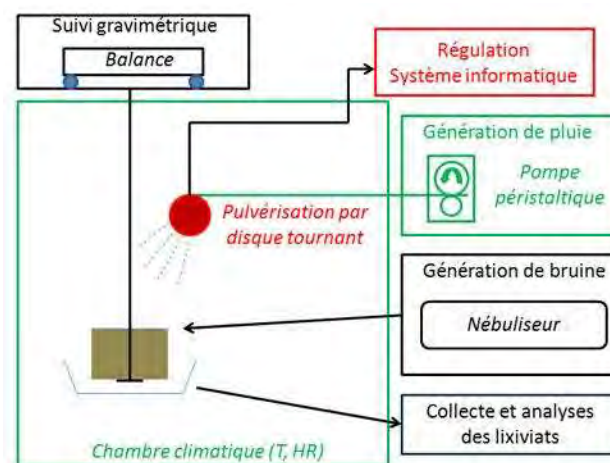 Suivi gravimétrique
Balance
Régulation
Système informatique
Génération de pluie
Pompe
péristaltique
Pulvérisation par
disque tournant
Génération de bruine
Nébuliseur
Collecte et analyses
des lixiviats
Chambre climatique (T, HR)